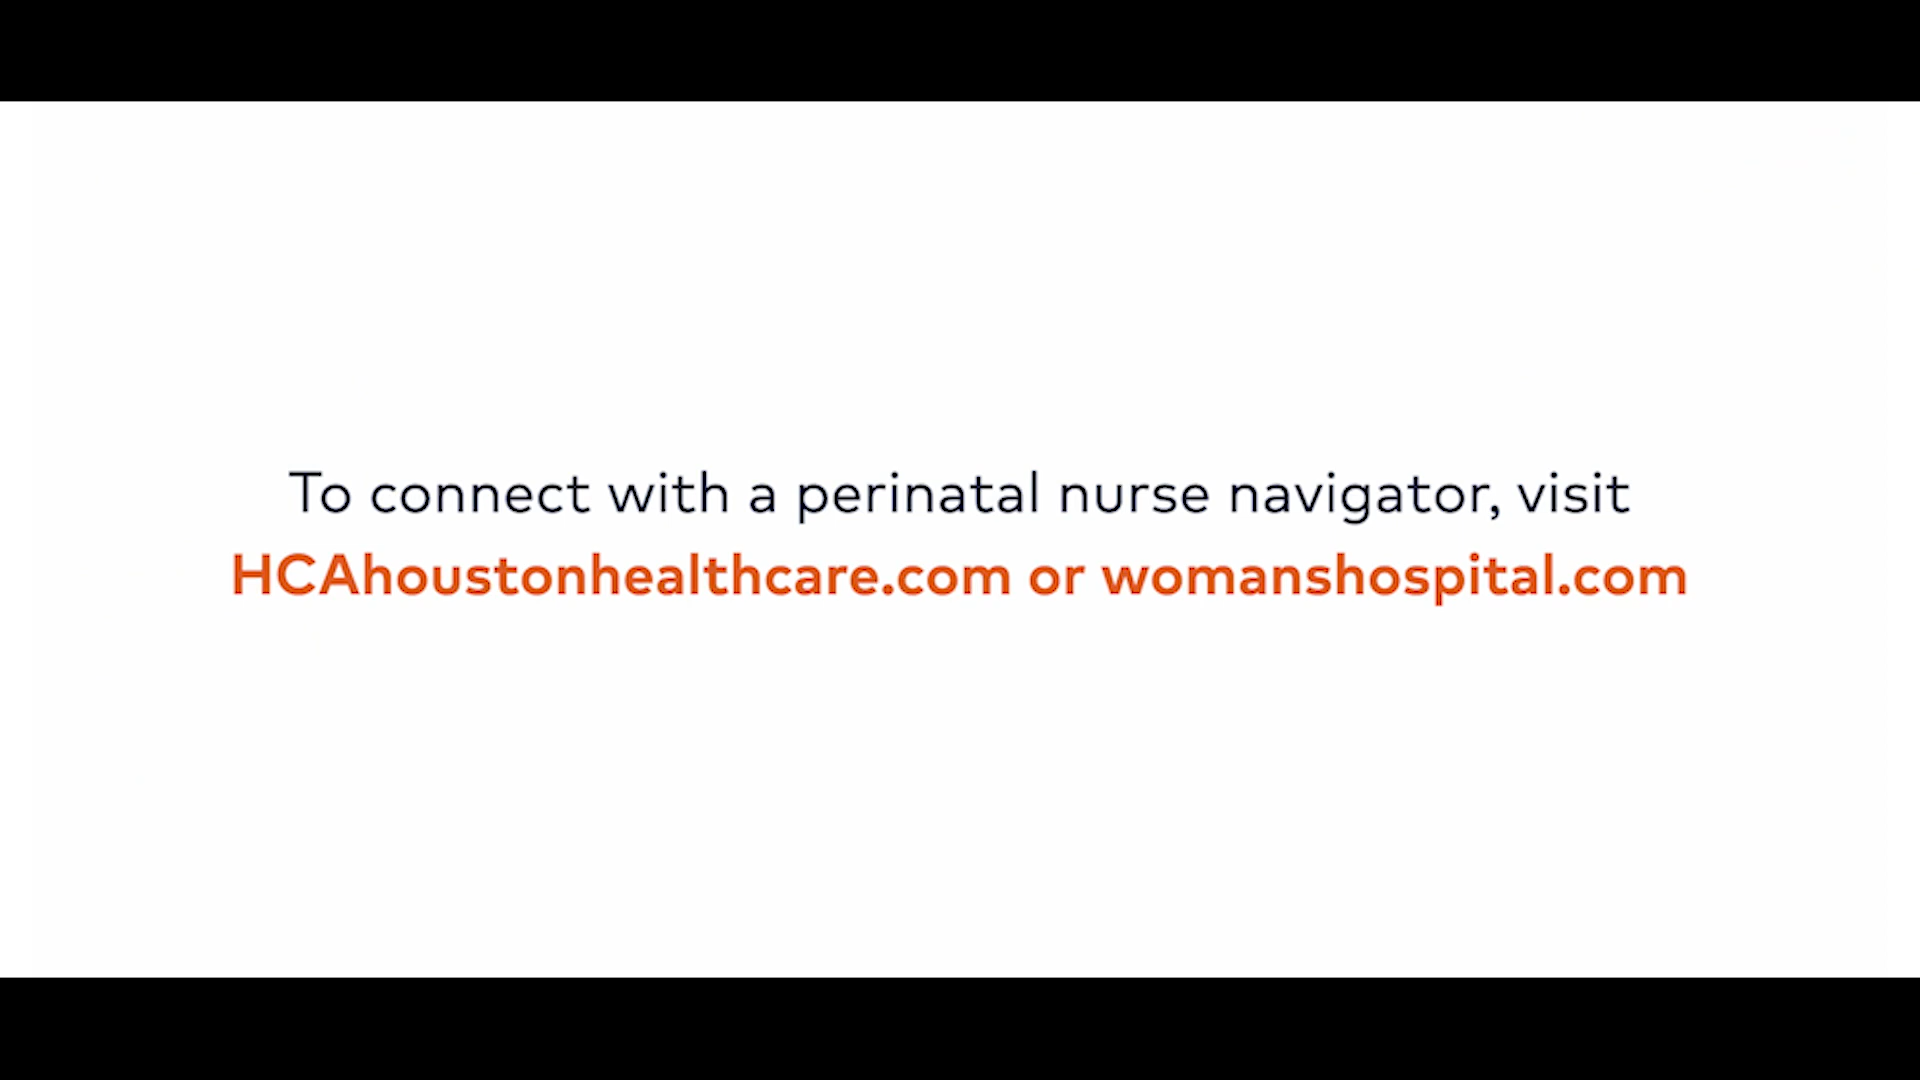 To connect with a perinatal nurse navigator, visit
HCAhoustonhealthcare.com or womanshospital.com